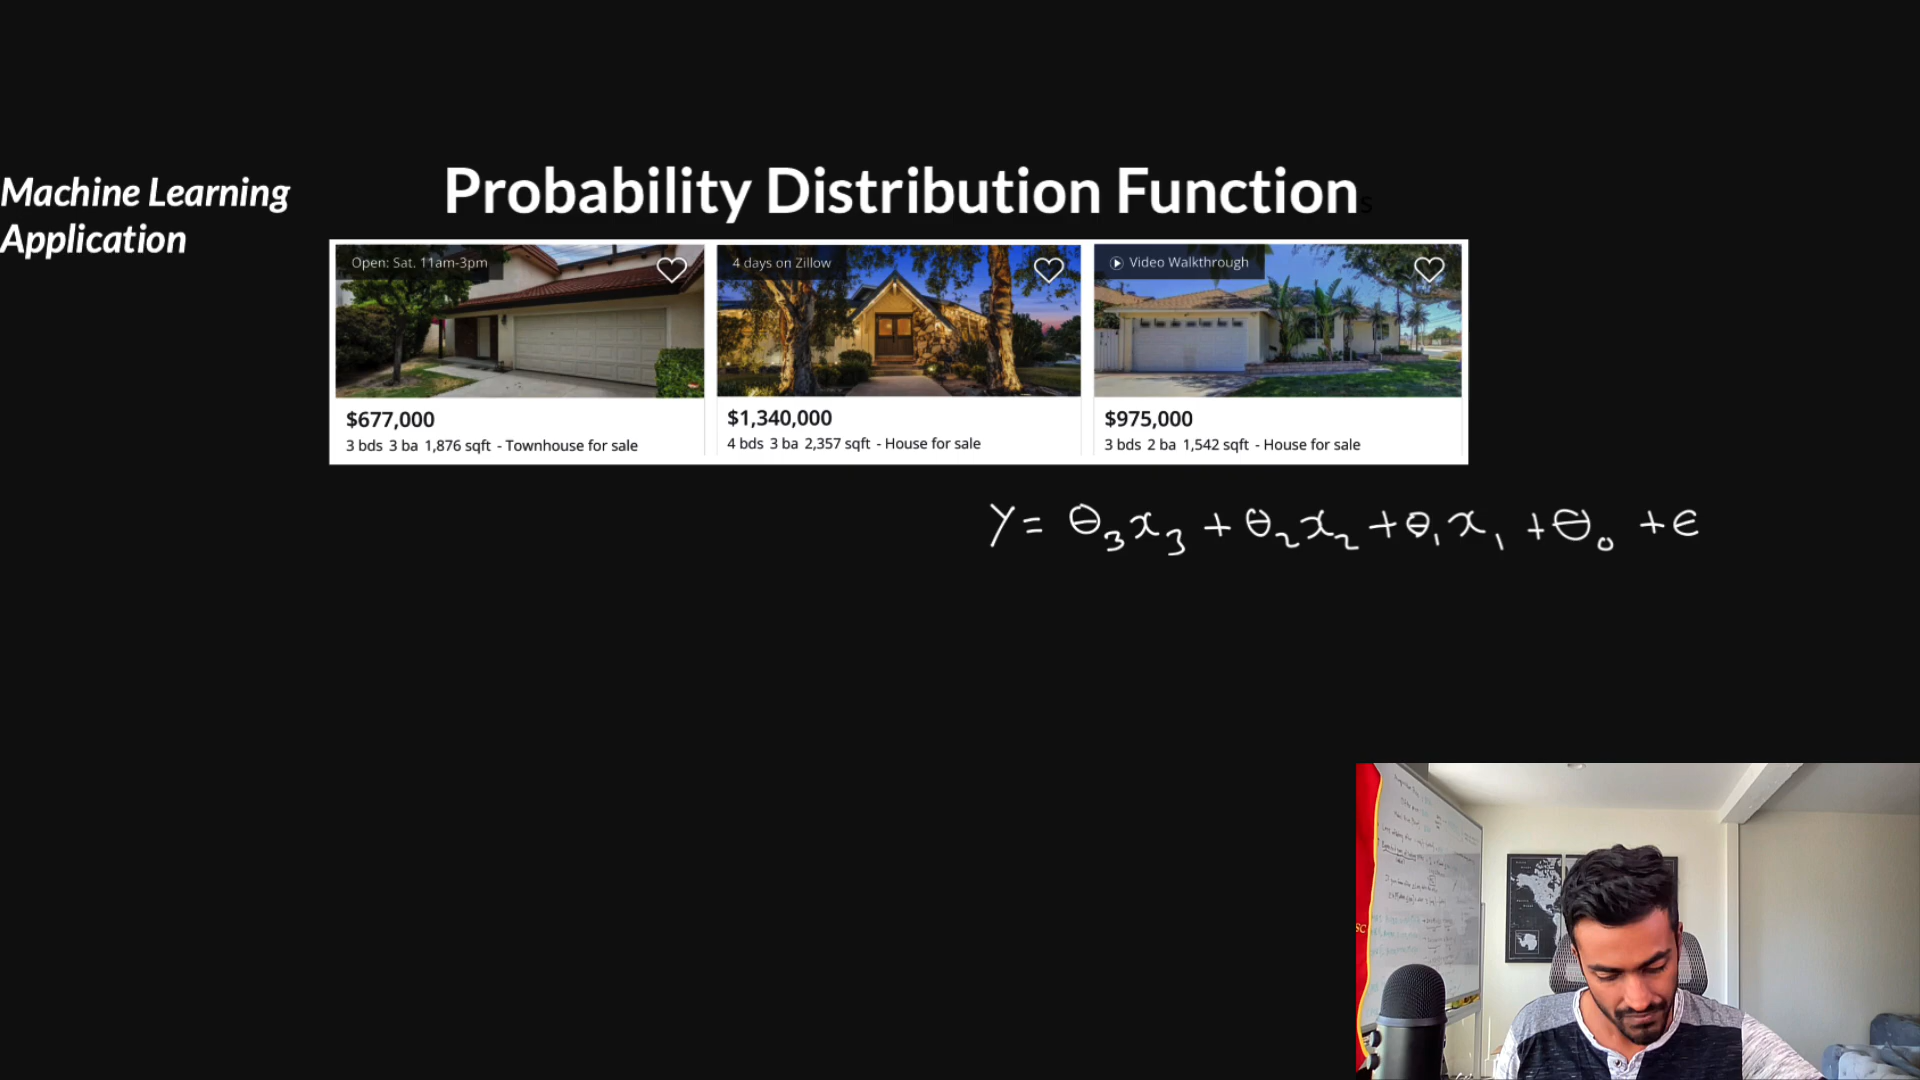 Machine Learning
Application
Probability Distribution Functions
Open: Sat. 11am-3pm
$677,000
3 bds 3 ba 1,876 sqft - Townhouse for sale
4 days on Zillow
$1,340,000
4 bds 3 ba 2,357 sqft - House for sale
Video Walkthrough
$975,000
3 bds 2 ba 1,542 sqft - House for sale
y = θ₃x₃ + θ₂x₂ + θ₁x₁ + θ₀ + ϵ
SC